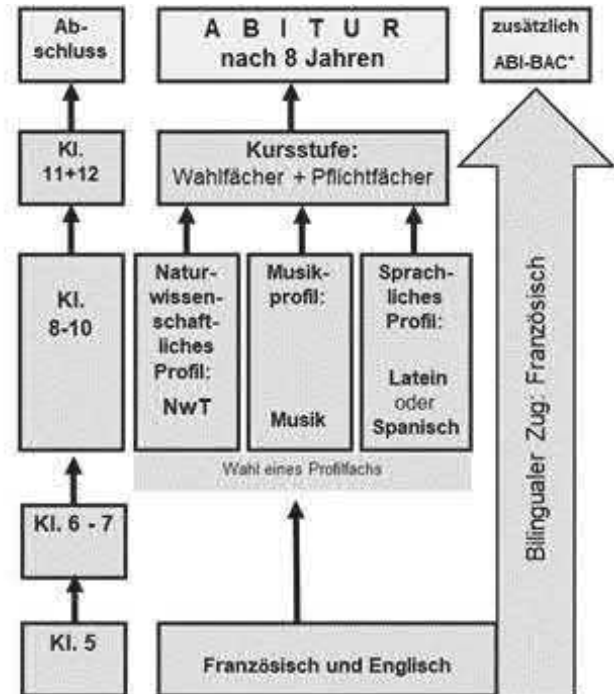 Ab-
schluss
A B I T U R
nach 8 Jahren
zusätzlich
ABI-BAC*
Kl.
11+12
Kursstufe:
Wahlfächer + Pflichtfächer
Kl.
8-10
Natur-
wissen-
schaft-
liches
Profil:
NwT
Musik-
profil:
Musik
Sprach-
liches
Profil:
Latein
oder
Spanisch
Wahl eines Profilfachs
Kl. 6 - 7
Kl. 5
Französisch und Englisch
Bilingualer Zug: Französisch